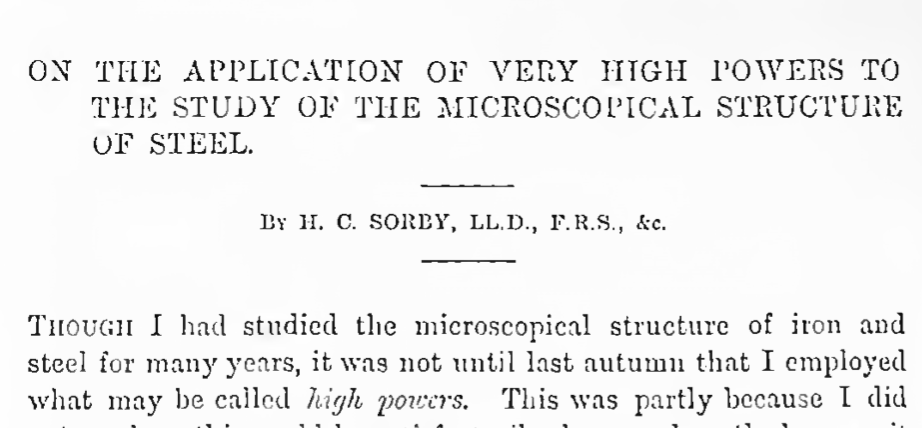 ON THE APPLICATION OF VERY HIGH POWERS TO
THE STUDY OF THE MICROSCOPICAL STRUCTURE
OF STEEL.
BY H. C. SORBY, LL.D., F.R.S., &c.
THOUGH I had studied the microscopical structure of iron and
steel for many years, it was not until last autumn that I employed
what may be called high powers. This was partly because I did